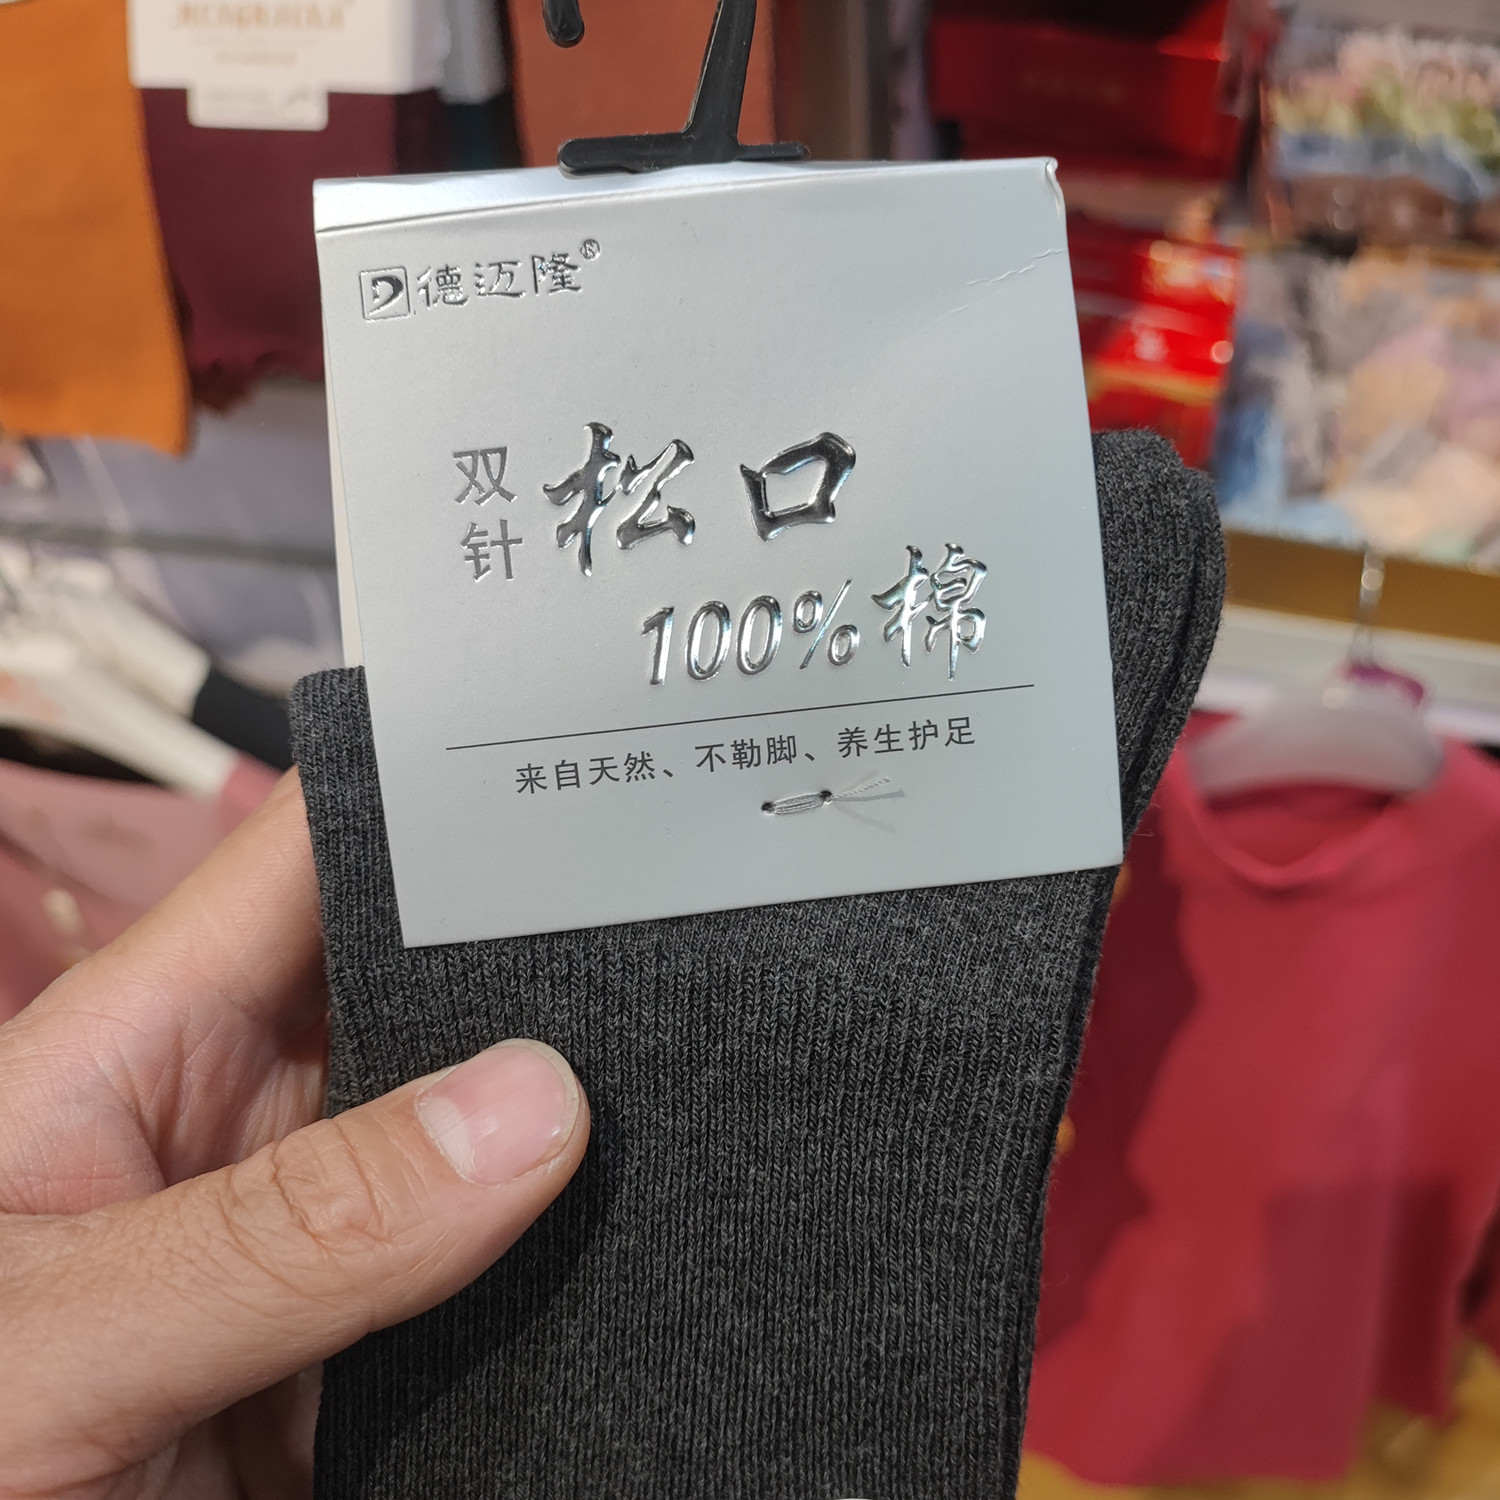 德迈隆®
双针
松口
100%棉
来自天然、不勒脚、养生护足